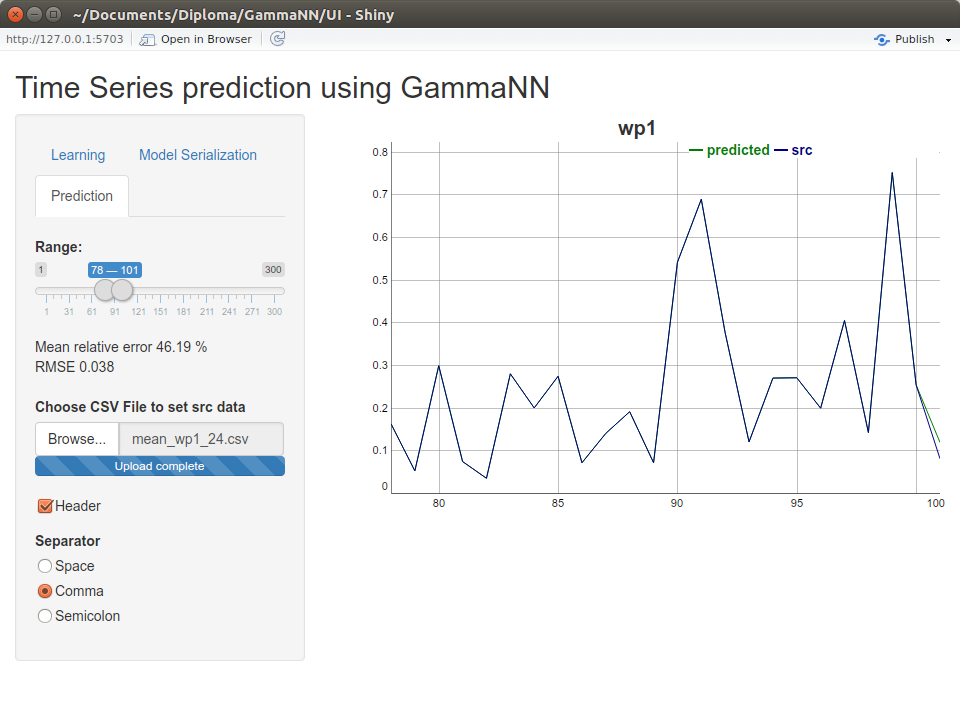 ~/Documents/Diploma/GammaNN/UI - Shiny
http://127.0.0.1:5703 Open in Browser Publish
Time Series prediction using GammaNN
Learning Model Serialization
Prediction
Range:
1 78 — 101 300
1 31 61 91 121 151 181 211 241 271 300
Mean relative error 46.19 %
RMSE 0.038
Choose CSV File to set src data
Browse... mean_wp1_24.csv
Upload complete
Header
Separator
Space
Comma
Semicolon
wp1
predicted src
0.8
0.7
0.6
0.5
0.4
0.3
0.2
0.1
0
80 85 90 95 100